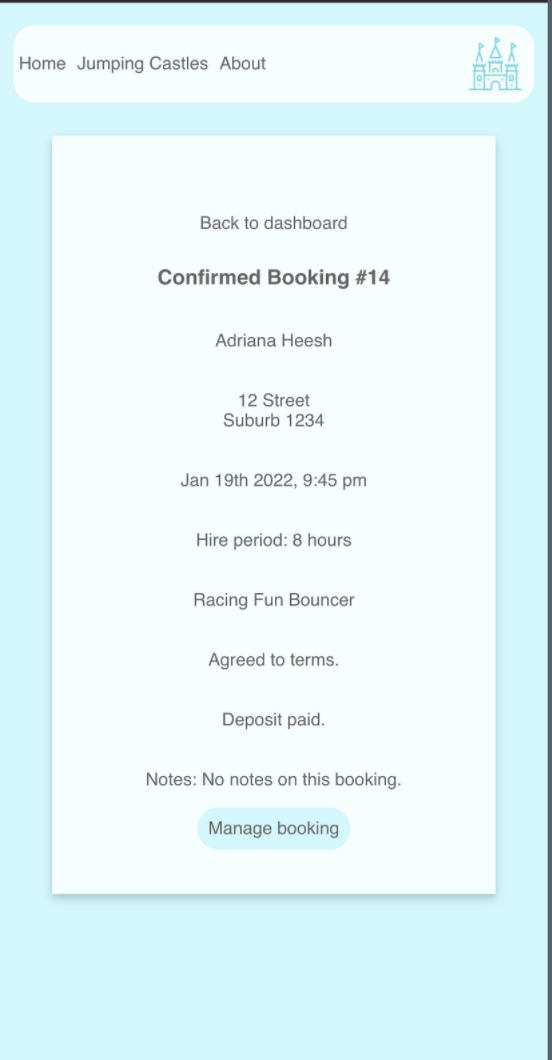 Home Jumping Castles About
Back to dashboard
Confirmed Booking #14
Adriana Heesh
12 Street
Suburb 1234
Jan 19th 2022, 9:45 pm
Hire period: 8 hours
Racing Fun Bouncer
Agreed to terms.
Deposit paid.
Notes: No notes on this booking.
Manage booking